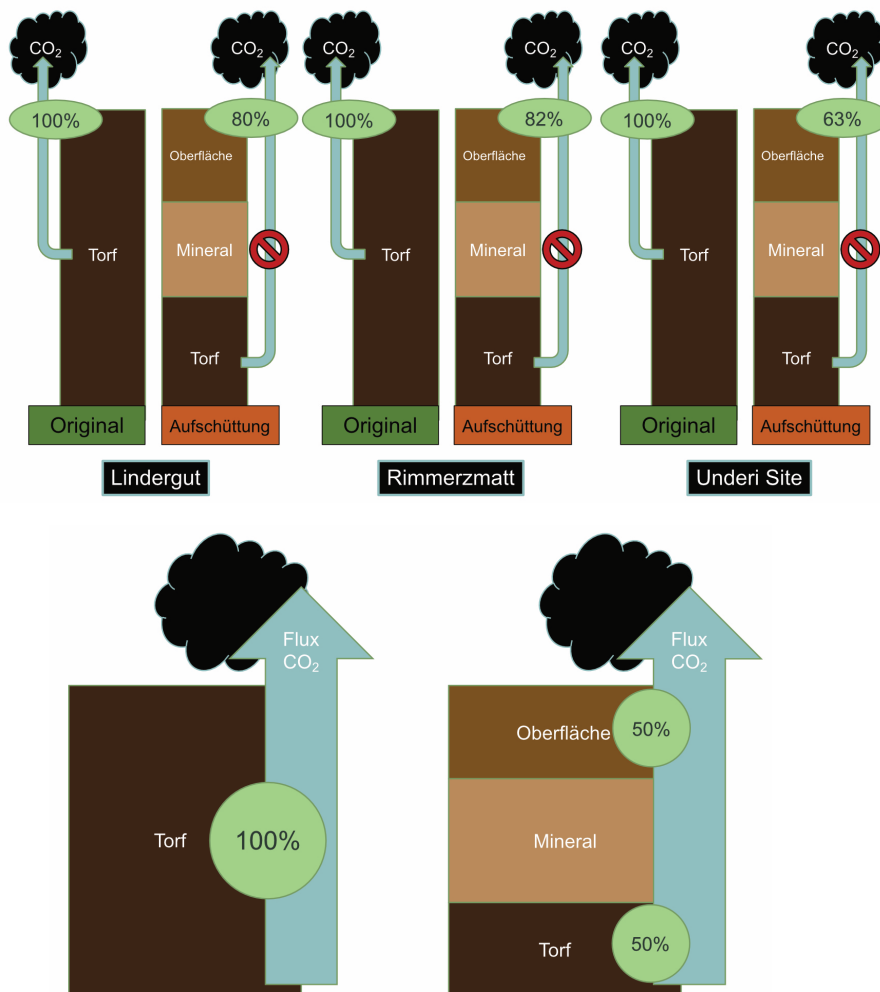 CO₂
CO₂
CO₂
CO₂
CO₂
CO₂
100%
80%
100%
82%
100%
63%
Oberfläche
Oberfläche
Oberfläche
Torf
Mineral
Torf
Mineral
Torf
Mineral
Torf
Torf
Torf
Original
Aufschüttung
Original
Aufschüttung
Original
Aufschüttung
Lindergut
Rimmerzmatt
Underi Site
Flux
CO₂
Torf
100%
Flux
CO₂
Oberfläche
50%
Mineral
Torf
50%